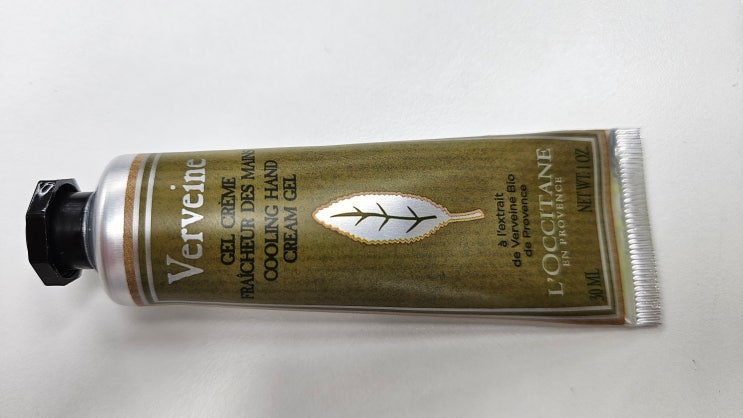 Verveine
GEL CRÈME
FRAÎCHEUR DES MAINS
COOLING HAND
CREAM GEL
à l'extrait
de Verveine Bio
de Provence
L'OCCITANE
EN PROVENCE
30 ML NET WT. 1 OZ.